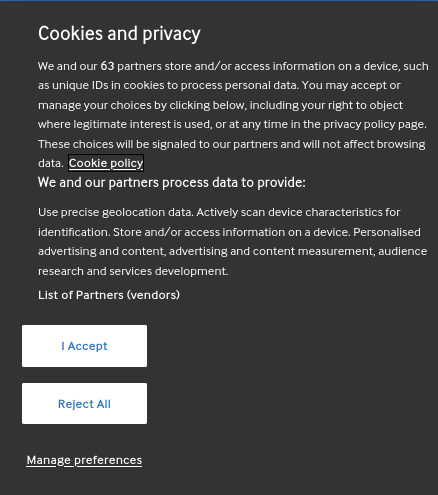 Cookies and privacy
We and our 63 partners store and/or access information on a device, such
as unique IDs in cookies to process personal data. You may accept or
manage your choices by clicking below, including your right to object
where legitimate interest is used, or at any time in the privacy policy page.
These choices will be signaled to our partners and will not affect browsing
data. Cookie policy
We and our partners process data to provide:
Use precise geolocation data. Actively scan device characteristics for
identification. Store and/or access information on a device. Personalised
advertising and content, advertising and content measurement, audience
research and services development.
List of Partners (vendors)
I Accept
Reject All
Manage preferences